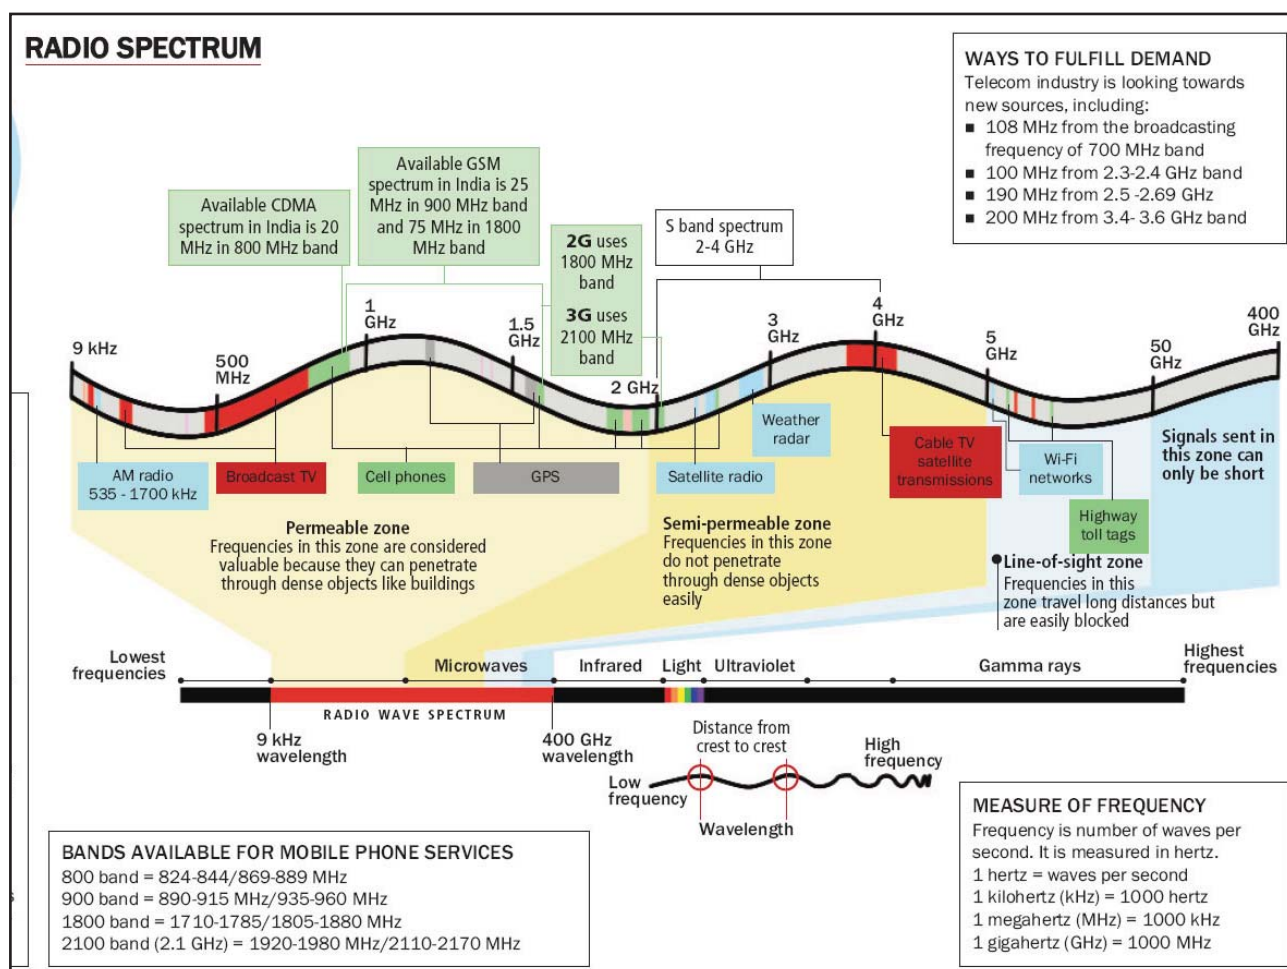 RADIO SPECTRUM
WAYS TO FULFILL DEMAND
Telecom industry is looking towards
new sources, including:
■ 108 MHz from the broadcasting
frequency of 700 MHz band
■ 100 MHz from 2.3-2.4 GHz band
■ 190 MHz from 2.5 -2.69 GHz
■ 200 MHz from 3.4- 3.6 GHz band
Available CDMA
spectrum in India is 20
MHz in 800 MHz band
Available GSM
spectrum in India is 25
MHz in 900 MHz band
and 75 MHz in 1800
MHz band
2G uses
1800 MHz
band
3G uses
2100 MHz
band
S band spectrum
2-4 GHz
9 kHz
500
MHz
1
GHz
1.5
GHz
2 GHz
3
GHz
4
GHz
5
GHz
50
GHz
400
GHz
AM radio
535 - 1700 kHz
Broadcast TV
Cell phones
GPS
Satellite radio
Weather
radar
Cable TV
satellite
transmissions
Wi-Fi
networks
Highway
toll tags
Signals sent in
this zone can
only be short
Permeable zone
Frequencies in this zone are considered
valuable because they can penetrate
through dense objects like buildings
Semi-permeable zone
Frequencies in this zone
do not penetrate
through dense objects
easily
Line-of-sight zone
Frequencies in this
zone travel long distances but
are easily blocked
Lowest
frequencies
Microwaves
Infrared
Light
Ultraviolet
Gamma rays
Highest
frequencies
RADIO WAVE SPECTRUM
9 kHz
wavelength
400 GHz
wavelength
Distance from
crest to crest
Low
frequency
High
frequency
Wavelength
BANDS AVAILABLE FOR MOBILE PHONE SERVICES
800 band = 824-844/869-889 MHz
900 band = 890-915 MHz/935-960 MHz
1800 band = 1710-1785/1805-1880 MHz
2100 band (2.1 GHz) = 1920-1980 MHz/2110-2170 MHz
MEASURE OF FREQUENCY
Frequency is number of waves per
second. It is measured in hertz.
1 hertz = waves per second
1 kilohertz (kHz) = 1000 hertz
1 megahertz (MHz) = 1000 kHz
1 gigahertz (GHz) = 1000 MHz